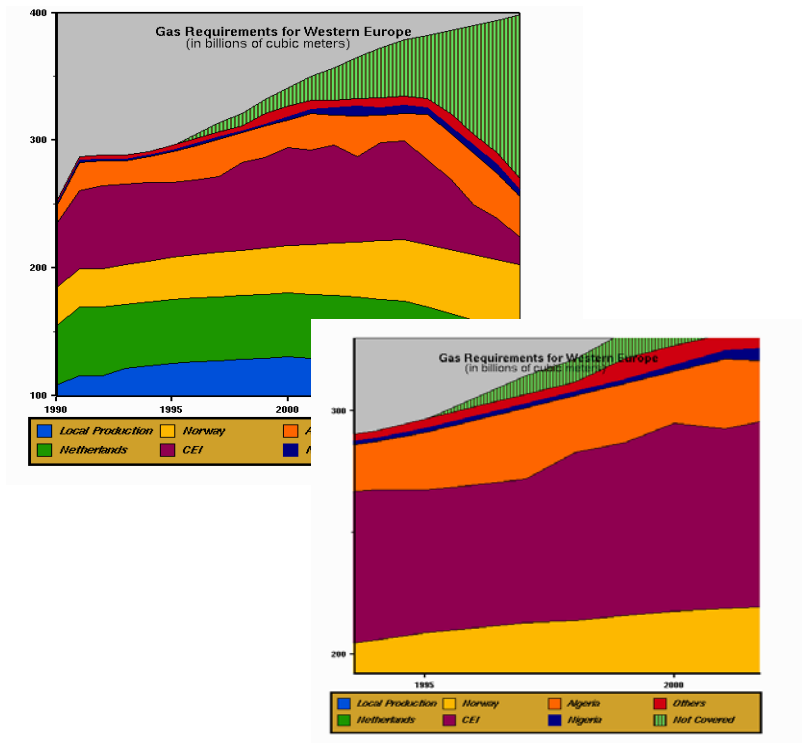 400
Gas Requirements for Western Europe
(in billions of cubic meters)
300
200
100
1990 1995 2000
Local Production Norway A
Netherlands CEI N
Gas Requirements for Western Europe
(in billions of cubic meters)
300
200
1995 2000
Local Production Norway Algeria Others
Netherlands CEI Nigeria Not Covered